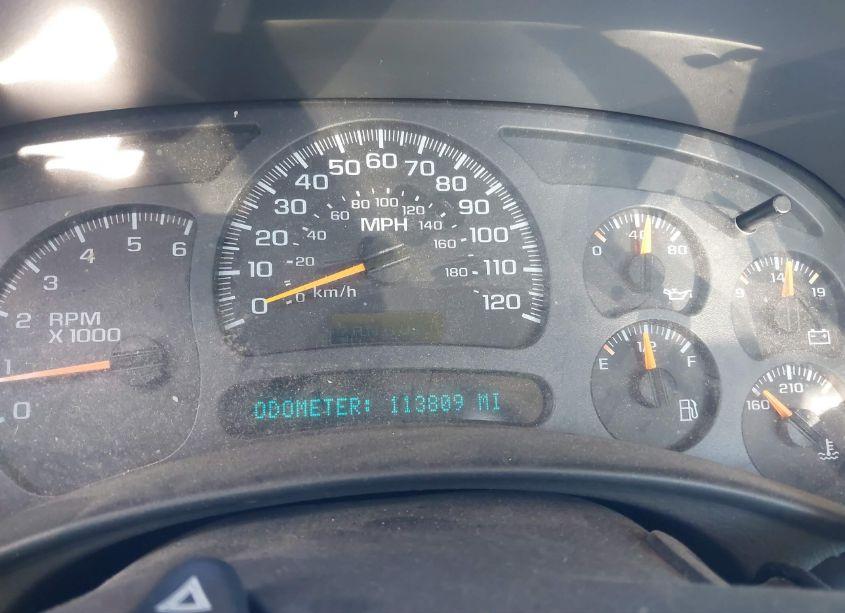 0 1 2 3 4 5 6
RPM
X 1000
0 10 20 30 40 50 60 70 80 90 100 110 120
MPH
0 20 40 60 80 100 120 140 160 180
km/h
ODOMETER: 113809 MI
0 40 80
E 1/2 F
9 14 19
160 210